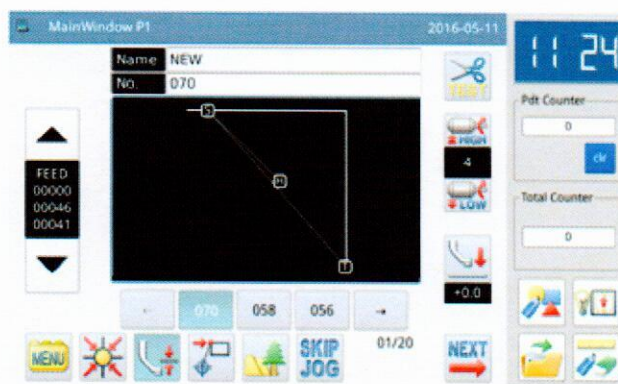 MainWindow P1
2016-05-11
11 24
Name NEW
No. 070
TEST
S
H
T
FEED
00000
00046
00041
HIGH
4
LOW
+0.0
Pdt Counter
0
clr
Total Counter
0
← 070 058 056 →
01/20
MENU
SKIP
JOG
NEXT